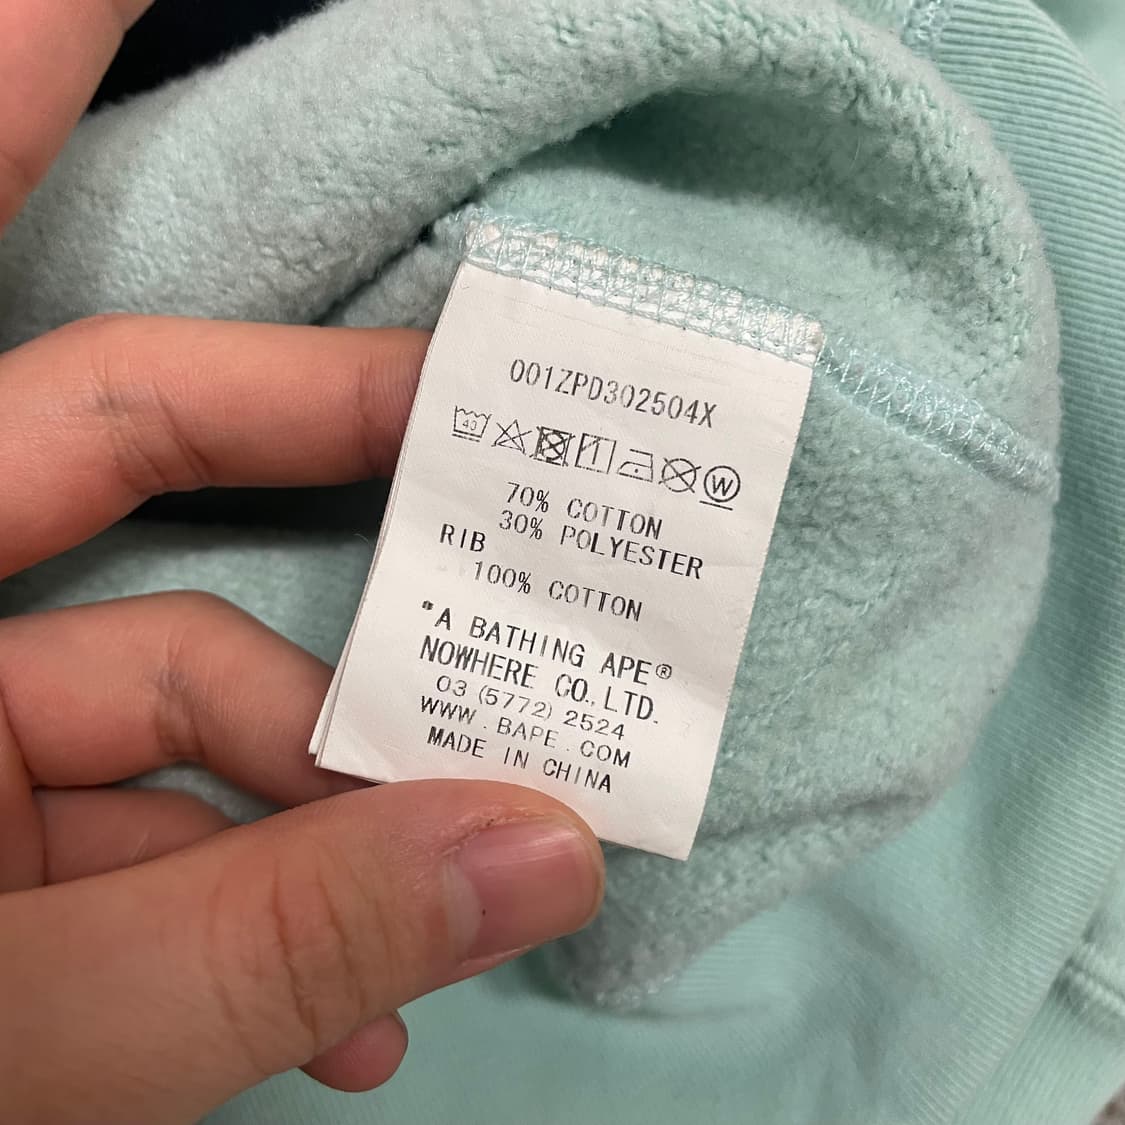 001ZPD302504X
40 W
70% COTTON
30% POLYESTER
RIB
100% COTTON
"A BATHING APE®
NOWHERE CO., LTD.
03 (5772) 2524
WWW.BAPE.COM
MADE IN CHINA